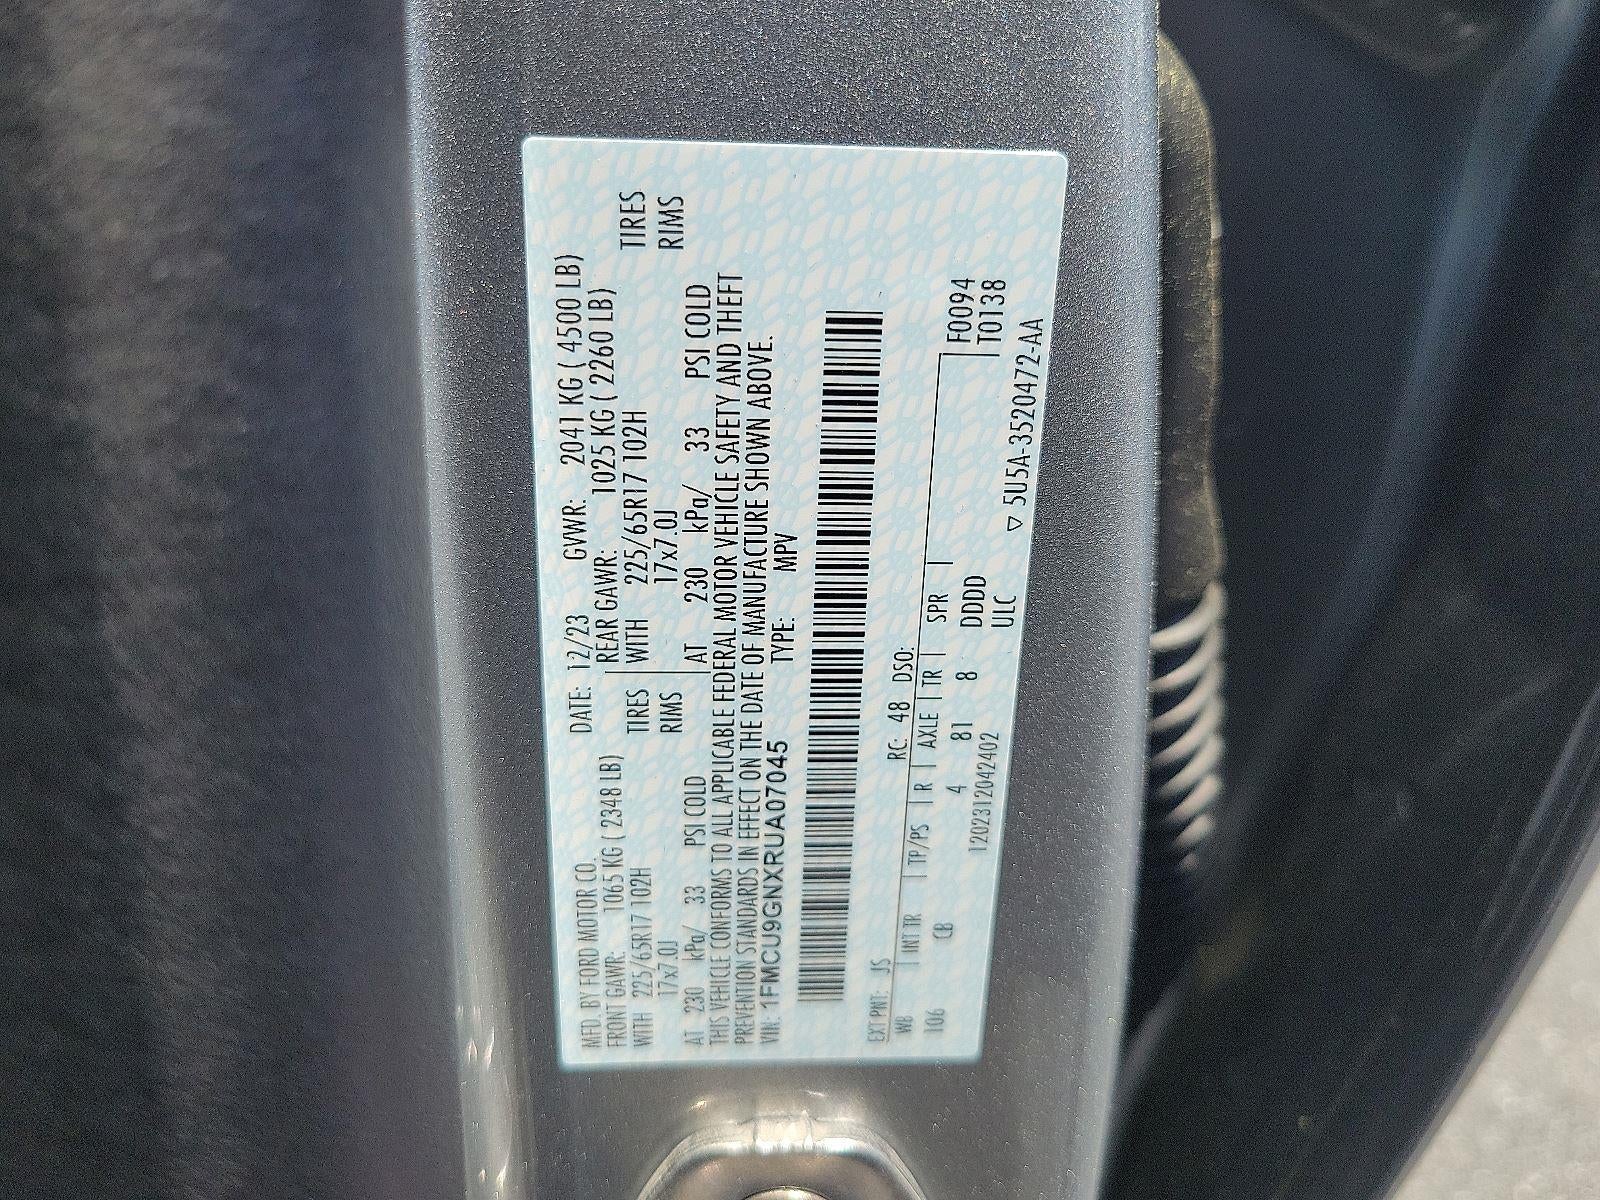 MFD. BY FORD MOTOR CO. DATE: 12/23 GVWR: 2041 KG ( 4500 LB)
FRONT GAWR: 1065 KG ( 2348 LB) REAR GAWR: 1025 KG ( 2260 LB)
WITH 225/65R17 102H TIRES WITH 225/65R17 102H TIRES
17x7.0J RIMS 17x7.0J RIMS
AT 230 kPa/ 33 PSI COLD AT 230 kPa/ 33 PSI COLD
THIS VEHICLE CONFORMS TO ALL APPLICABLE FEDERAL MOTOR VEHICLE SAFETY AND THEFT
PREVENTION STANDARDS IN EFFECT ON THE DATE OF MANUFACTURE SHOWN ABOVE.
VIN: 1FMCU9GNXRUA07045 TYPE: MPV
EXT PNT: JS RC: 48 DSO:
WB INT TR TP/PS R AXLE TR SPR F0094
106 CB 4 81 8 DDDD T0138
1202312042402 ULC
▽ 5U5A-3520472-AA